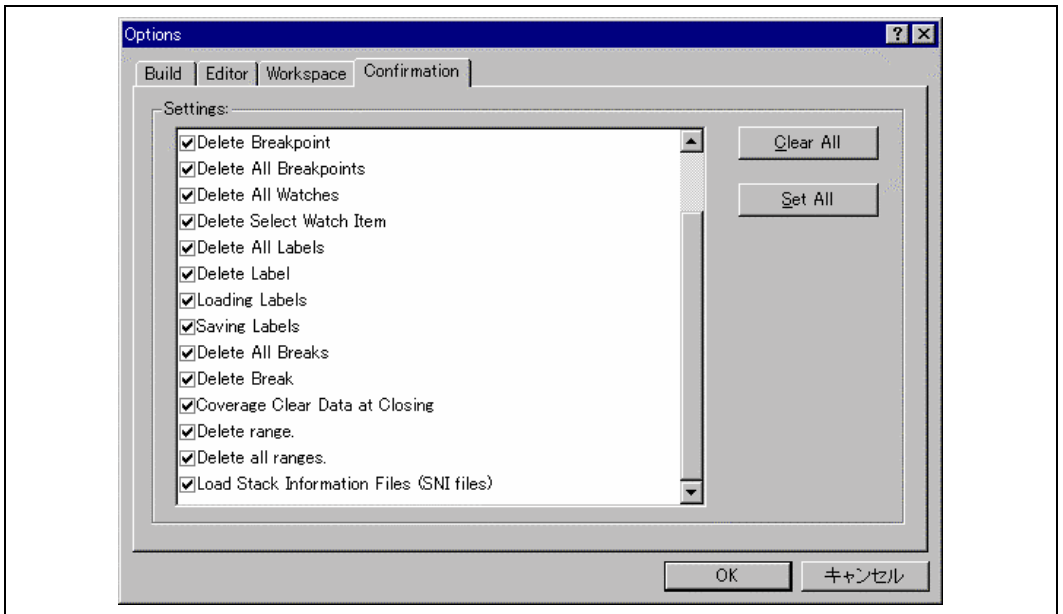 Options
Build Editor Workspace Confirmation
Settings:
Delete Breakpoint
Delete All Breakpoints
Delete All Watches
Delete Select Watch Item
Delete All Labels
Delete Label
Loading Labels
Saving Labels
Delete All Breaks
Delete Break
Coverage Clear Data at Closing
Delete range.
Delete all ranges.
Load Stack Information Files (SNI files)
Clear All
Set All
OK キャンセル